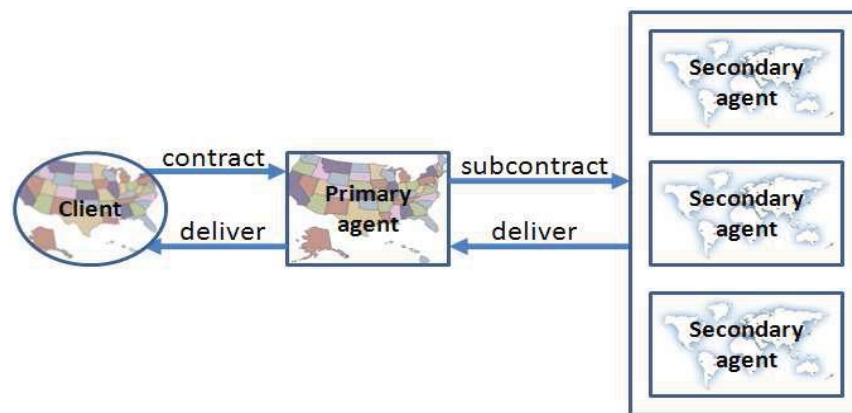 Client
contract
deliver
Primary
agent
subcontract
deliver
Secondary
agent
Secondary
agent
Secondary
agent